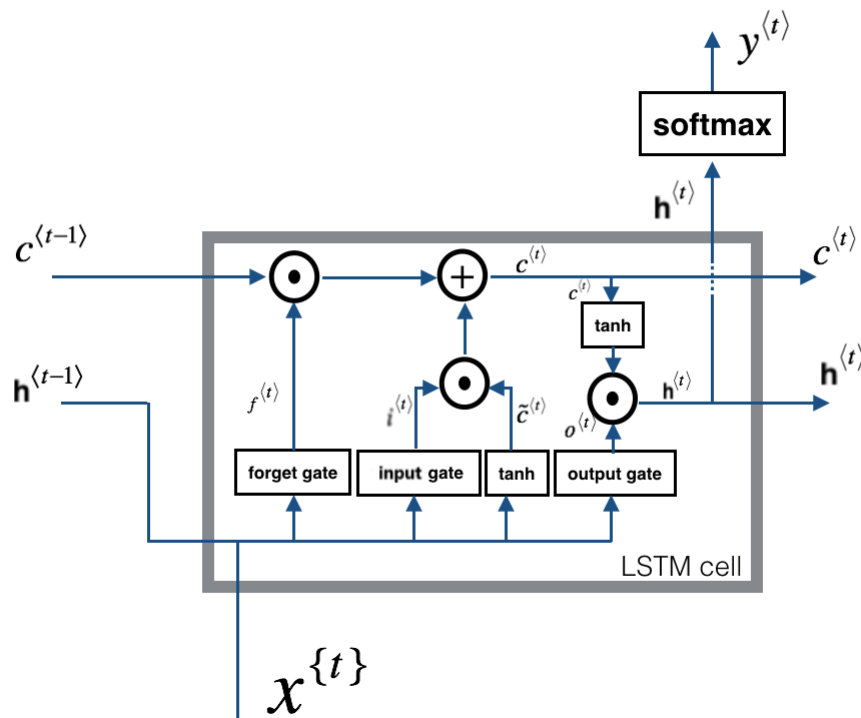 y⟨t⟩
softmax
h⟨t⟩
c⟨t−1⟩
c⟨t⟩
c⟨t⟩
c⟨t⟩
tanh
h⟨t−1⟩
f⟨t⟩
i⟨t⟩
c̃⟨t⟩
o⟨t⟩
h⟨t⟩
h⟨t⟩
forget gate
input gate
tanh
output gate
LSTM cell
x{t}